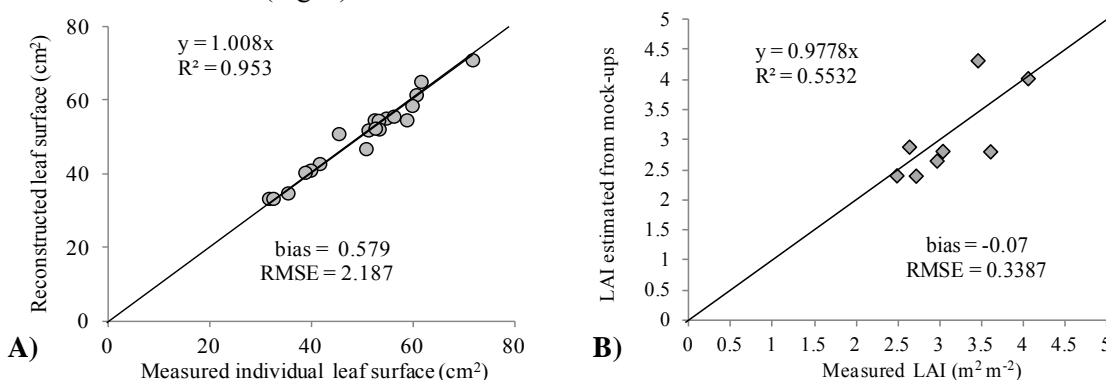 Reconstructed leaf surface (cm²)
80
60
40
20
0
y = 1.008x
R² = 0.953
bias = 0.579
RMSE = 2.187
0 20 40 60 80
A)
Measured individual leaf surface (cm²)
LAI estimated from mock-ups
5
4.5
4
3.5
3
2.5
2
1.5
1
0.5
0
y = 0.9778x
R² = 0.5532
bias = -0.07
RMSE = 0.3387
0 0.5 1 1.5 2 2.5 3 3.5 4 4.5 5
B)
Measured LAI (m² m⁻²)